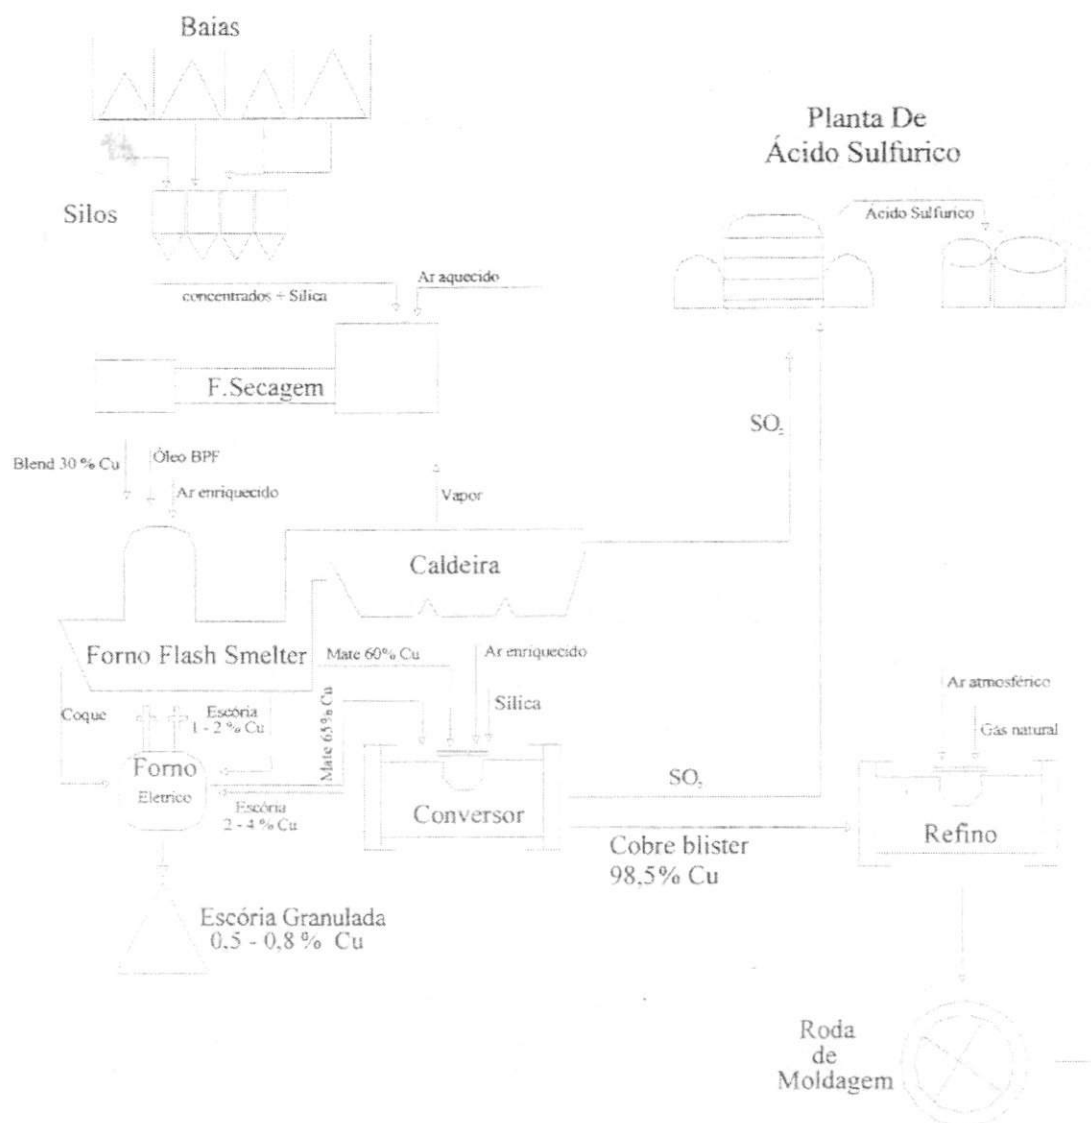 Baias
Planta De
Ácido Sulfurico
Silos
Acido Sulfurico
Ar aquecido
concentrados + Silica
F.Secagem
SO₂
Blend 30 % Cu
Óleo BPF
Ar enriquecido
Vapor
Caldeira
Forno Flash Smelter
Mate 60% Cu
Ar enriquecido
Silica
Ar atmosférico
Gás natural
Coque
Escória
1 - 2 % Cu
Mate 65% Cu
Forno
Eletrico
Escória
2 - 4 % Cu
Conversor
SO₂
Cobre blister
98,5% Cu
Refino
Escória Granulada
0,5 - 0,8 % Cu
Roda
de
Moldagem